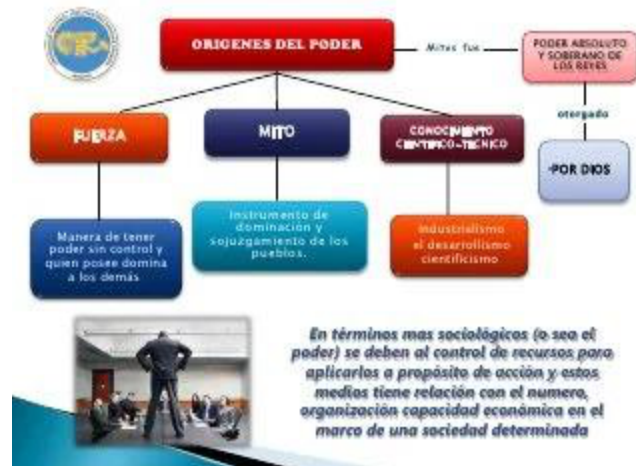 ORIGENES DEL PODER
Mitos fue
PODER ABSOLUTO
Y SOBERANO DE
LOS REYES
otorgado
-POR DIOS
FUERZA
MITO
CONOCIMIENTO
CIENTIFICO-TECNICO
Manera de tener
poder sin control y
quien posee domina
a los demás
Instrumento de
dominación y
sojuzgamiento de los
pueblos.
Industrialismo
el desarrollismo
cientificismo
En términos mas sociológicos (o sea el
poder) se deben al control de recursos para
aplicarlos a propósito de acción y estos
medios tiene relación con el numero,
organización capacidad económica en el
marco de una sociedad determinada